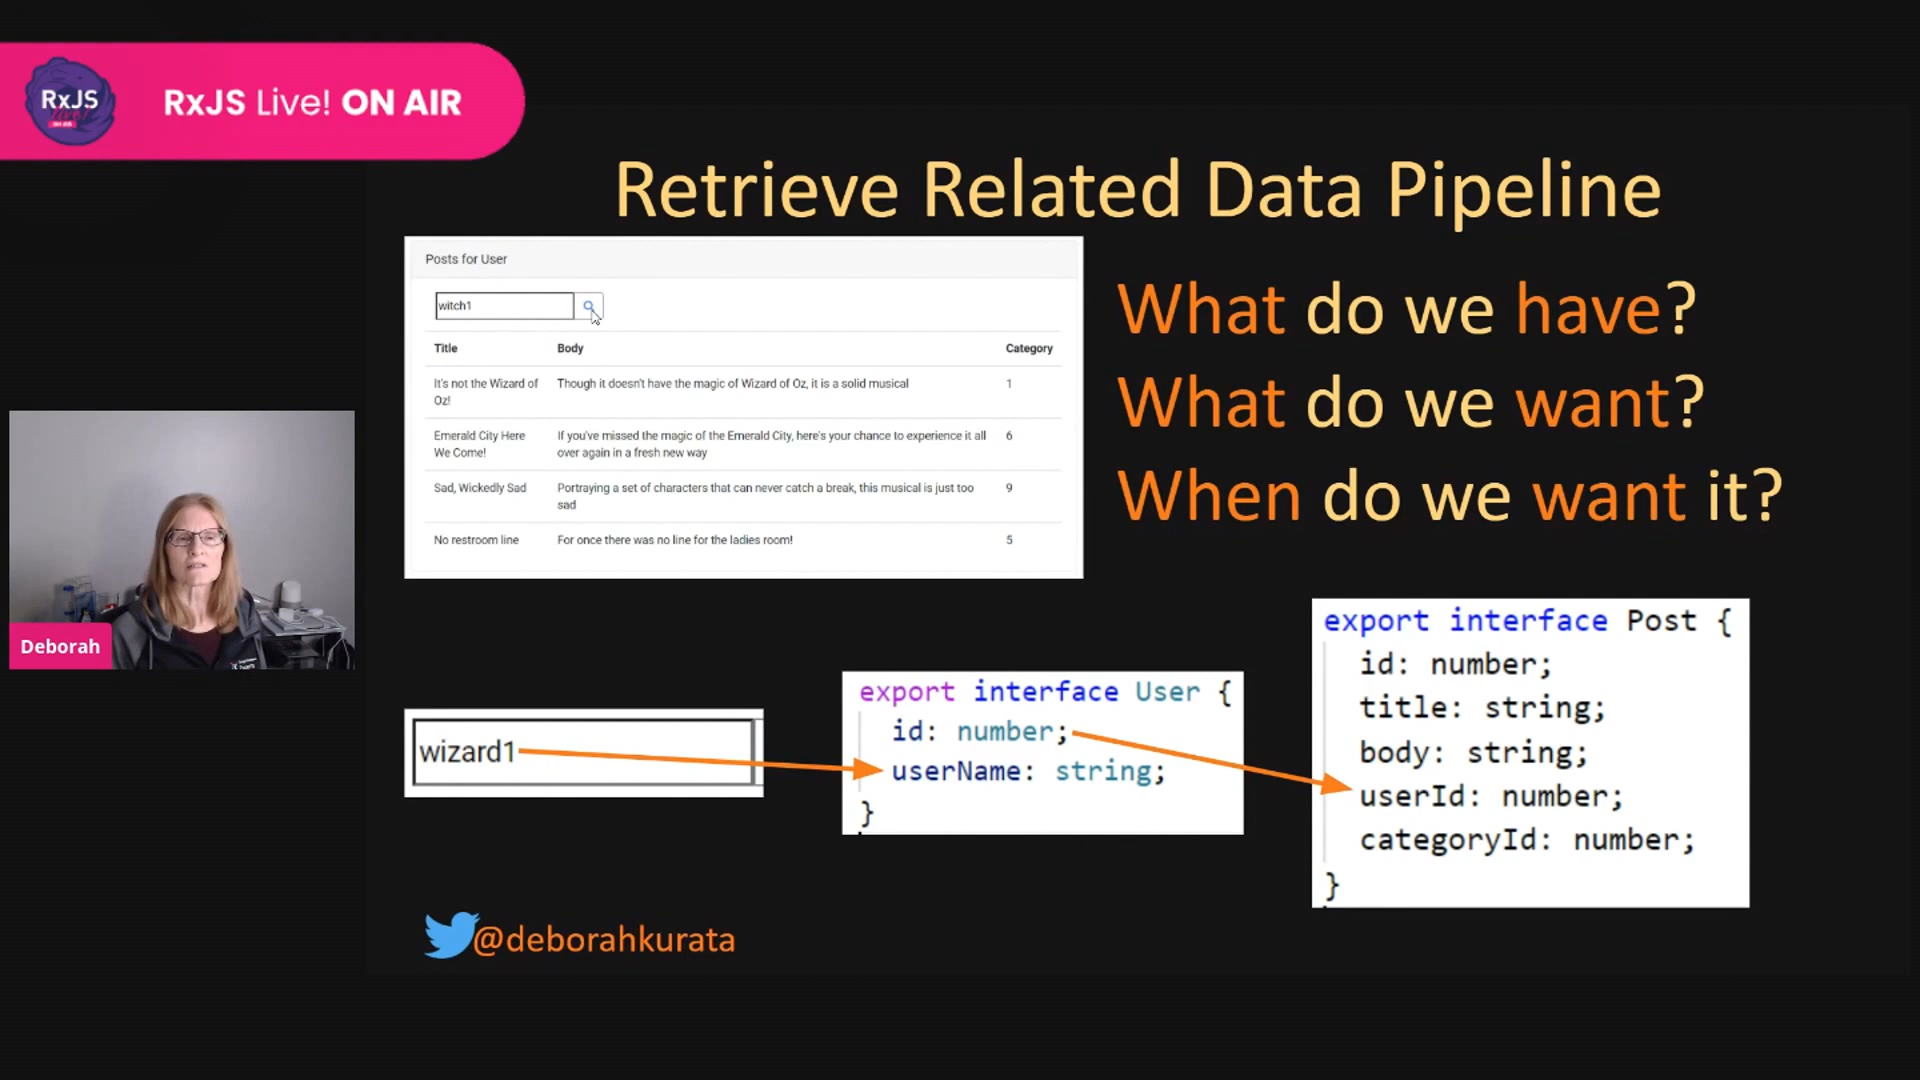 RxJS
RxJS Live! ON AIR
Retrieve Related Data Pipeline
Posts for User
witch1
Title Body Category
It's not the Wizard of Oz! Though it doesn't have the magic of Wizard of Oz, it is a solid musical 1
Emerald City Here We Come! If you've missed the magic of the Emerald City, here's your chance to experience it all over again in a fresh new way 6
Sad, Wickedly Sad Portraying a set of characters that can never catch a break, this musical is just too sad 9
No restroom line For once there was no line for the ladies room! 5
What do we have?
What do we want?
When do we want it?
Deborah
wizard1
export interface User {
id: number;
userName: string;
}
export interface Post {
id: number;
title: string;
body: string;
userId: number;
categoryId: number;
}
@deborahkurata